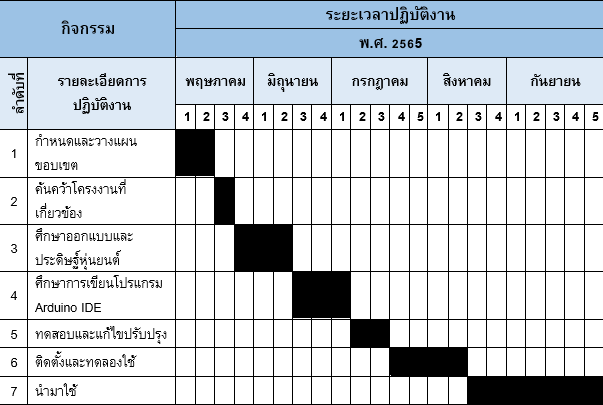 กิจกรรม
ระยะเวลาปฏิบัติงาน
พ.ศ. 2565
ลำดับที่
รายละเอียดการ
ปฏิบัติงาน
พฤษภาคม มิถุนายน กรกฎาคม สิงหาคม กันยายน
1 2 3 4 1 2 3 4 1 2 3 4 5 1 2 3 4 1 2 3 4 5
1
กำหนดและวางแผน
ขอบเขต
2
ค้นคว้าโครงงานที่
เกี่ยวข้อง
3
ศึกษาออกแบบและ
ประดิษฐ์หุ่นยนต์
4
ศึกษาการเขียนโปรแกรม
Arduino IDE
5 ทดสอบและแก้ไขปรับปรุง
6 ติดตั้งและทดลองใช้
7 นำมาใช้